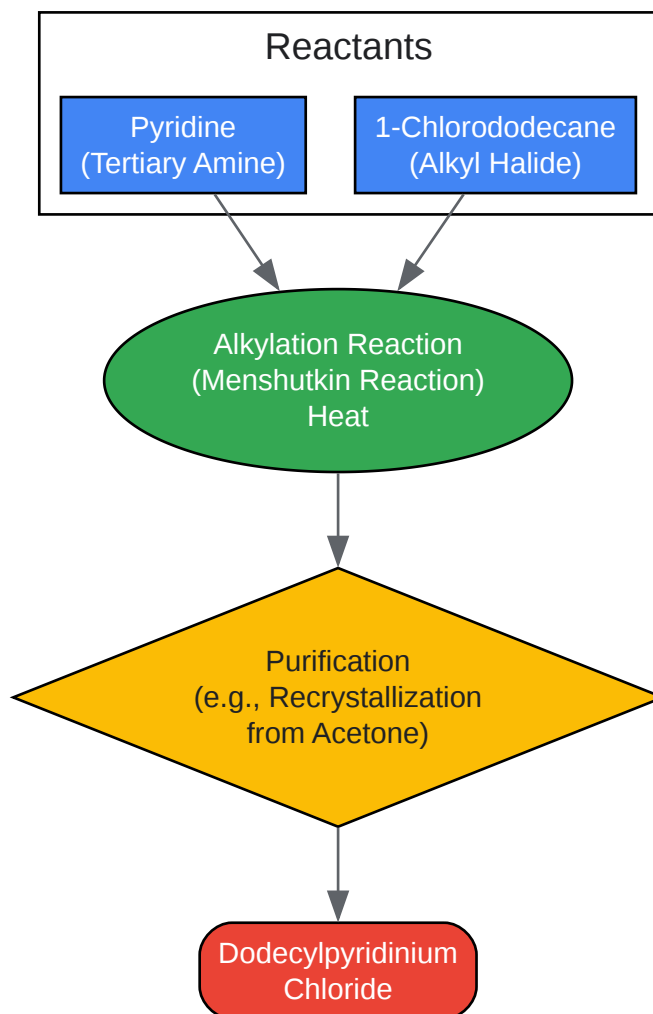 Reactants
Pyridine
(Tertiary Amine)
1-Chlorododecane
(Alkyl Halide)
Alkylation Reaction
(Menshutkin Reaction)
Heat
Purification
(e.g., Recrystallization
from Acetone)
Dodecylpyridinium
Chloride